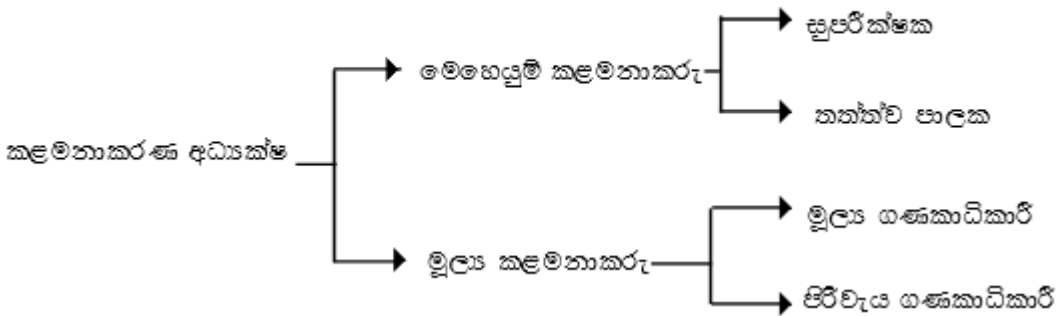 සුපරීක්ෂක
මෙහෙයුම් කළමනාකරු
තත්ත්ව පාලක
කළමනාකරණ අධ්‍යක්ෂ
මූල්‍ය ගණකාධිකාරී
මූල්‍ය කළමනාකරු
පිරිවැය ගණකාධිකාරී